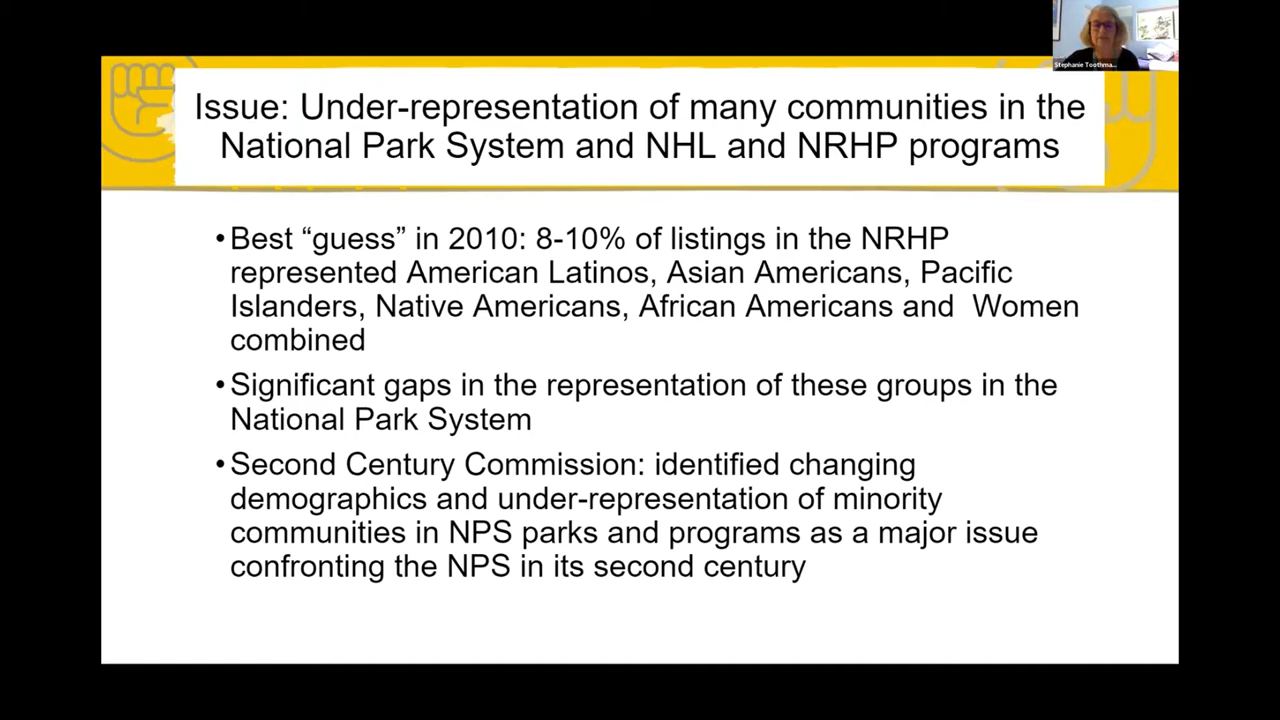 Stephanie Toothma...
Issue: Under-representation of many communities in the
National Park System and NHL and NRHP programs
•Best “guess” in 2010: 8-10% of listings in the NRHP
represented American Latinos, Asian Americans, Pacific
Islanders, Native Americans, African Americans and  Women
combined
•Significant gaps in the representation of these groups in the
National Park System
•Second Century Commission: identified changing
demographics and under-representation of minority
communities in NPS parks and programs as a major issue
confronting the NPS in its second century